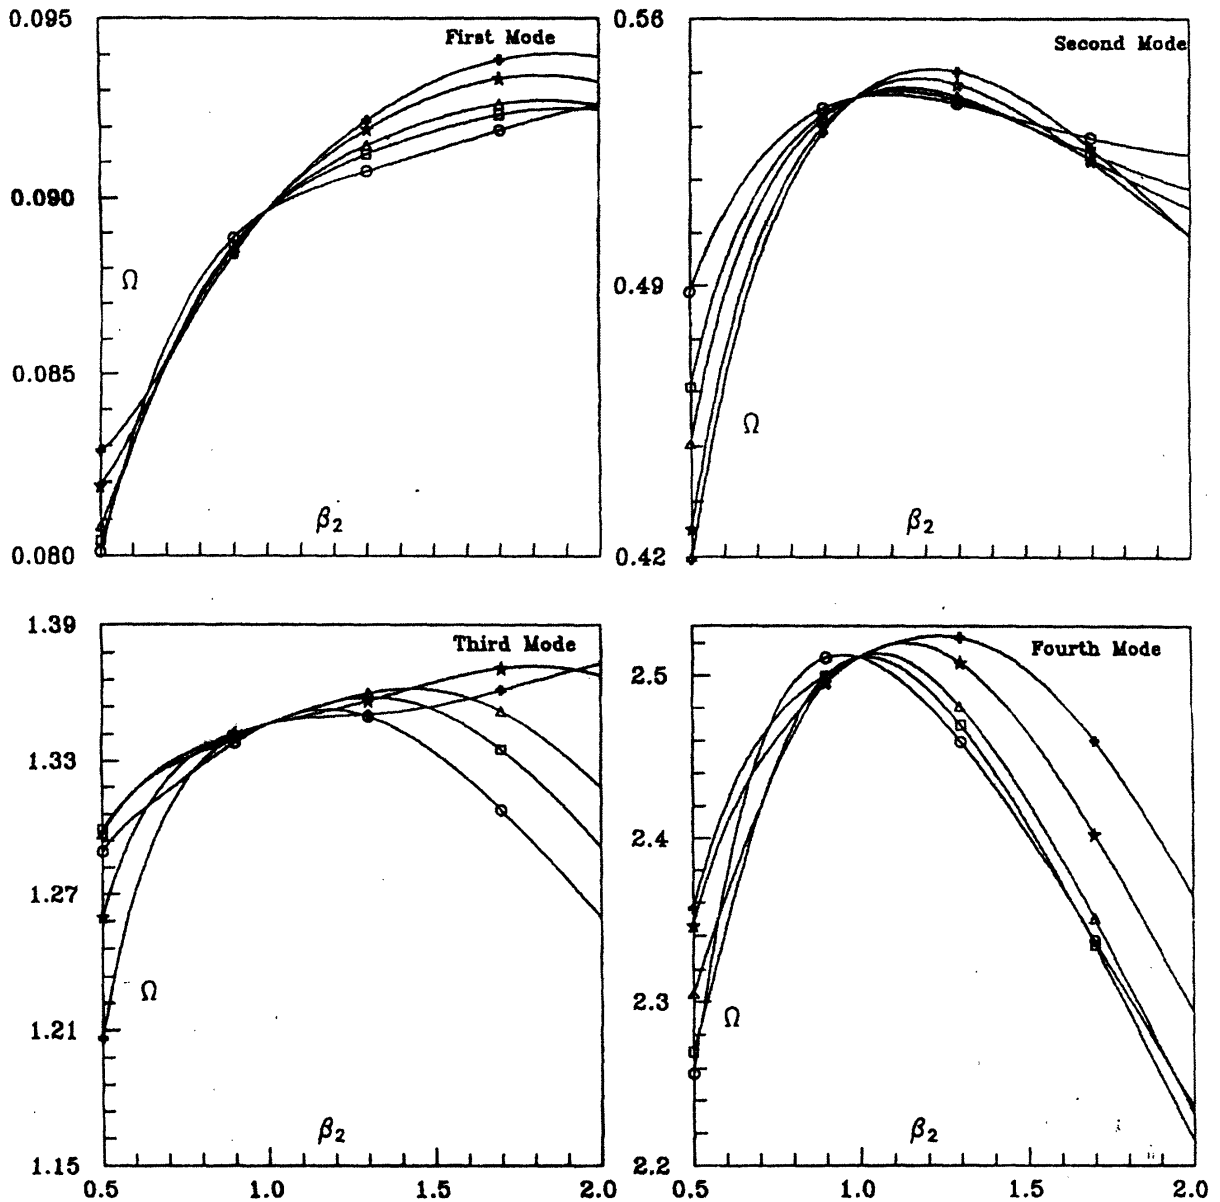 0.095
First Mode
0.090
Ω
0.085
β2
0.080
0.56
Second Mode
0.49
Ω
β2
0.42
1.39
Third Mode
1.33
1.27
Ω
1.21
β2
1.15
0.5 1.0 1.5 2.0
Fourth Mode
2.5
2.4
2.3
Ω
β2
2.2
0.5 1.0 1.5 2.0